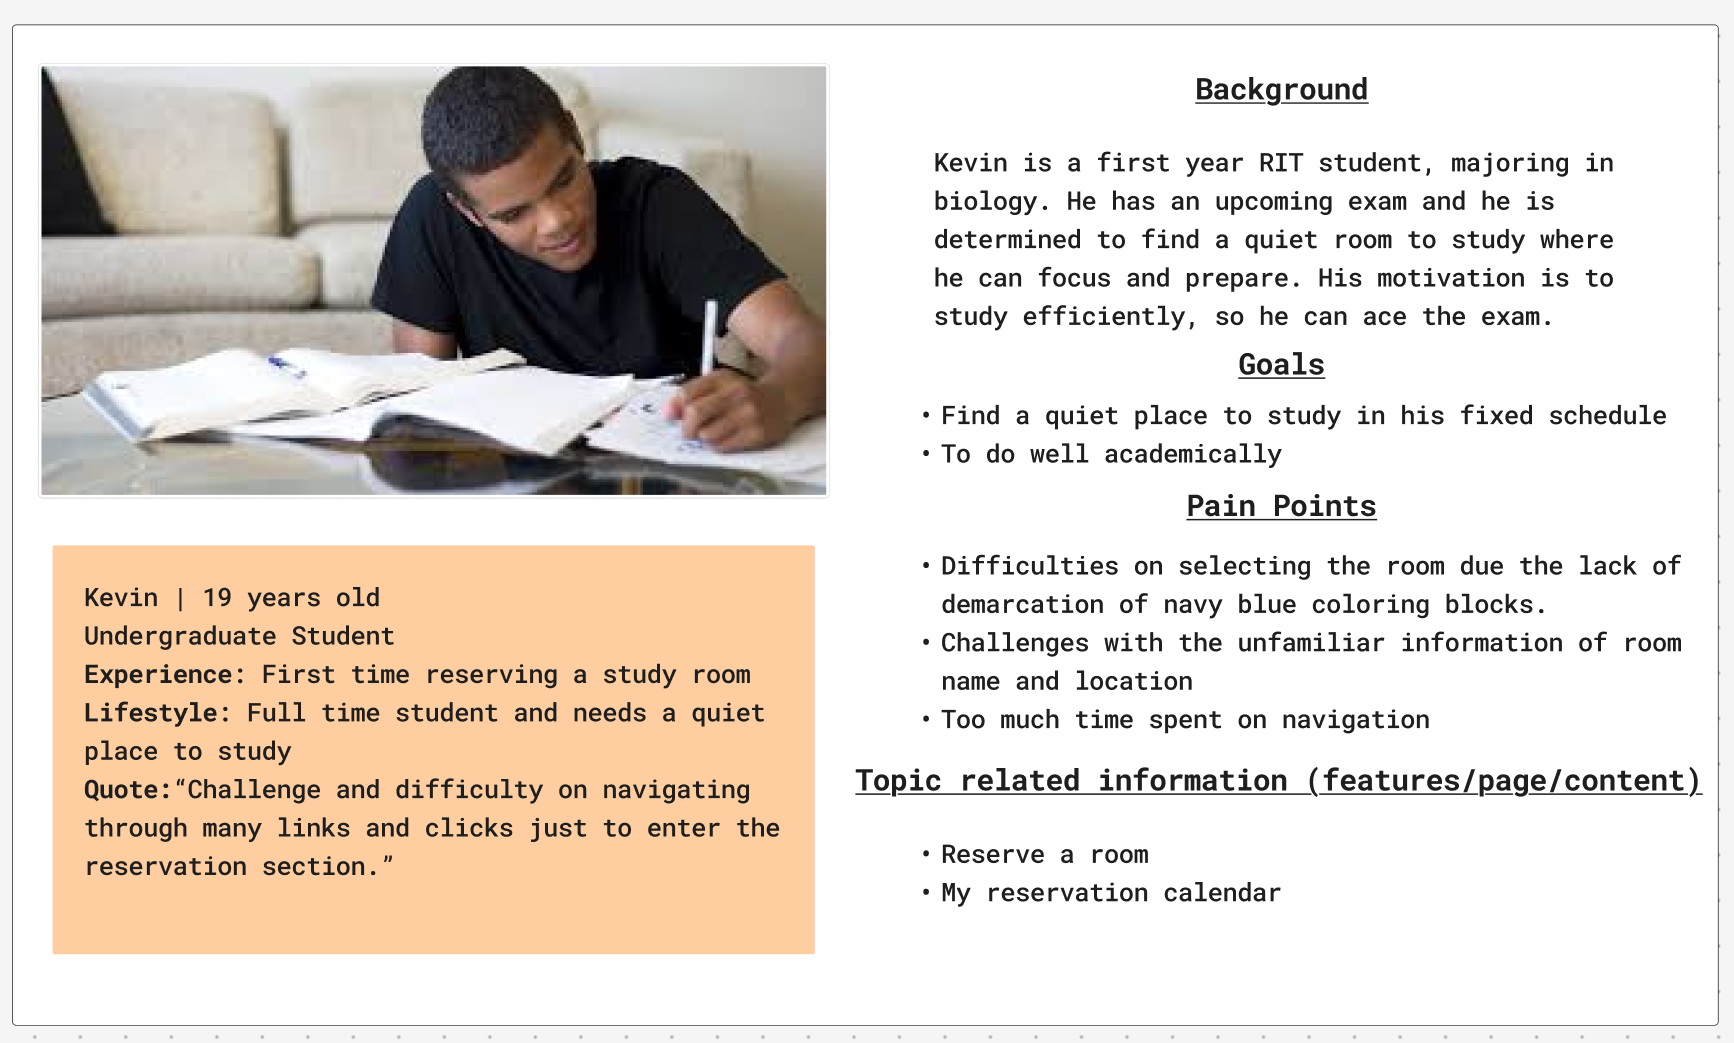 Kevin | 19 years old
Undergraduate Student
Experience: First time reserving a study room
Lifestyle: Full time student and needs a quiet
place to study
Quote:“Challenge and difficulty on navigating
through many links and clicks just to enter the
reservation section.”
Background
Kevin is a first year RIT student, majoring in
biology. He has an upcoming exam and he is
determined to find a quiet room to study where
he can focus and prepare. His motivation is to
study efficiently, so he can ace the exam.
Goals
• Find a quiet place to study in his fixed schedule
• To do well academically
Pain Points
• Difficulties on selecting the room due the lack of
demarcation of navy blue coloring blocks.
• Challenges with the unfamiliar information of room
name and location
• Too much time spent on navigation
Topic related information (features/page/content)
• Reserve a room
• My reservation calendar